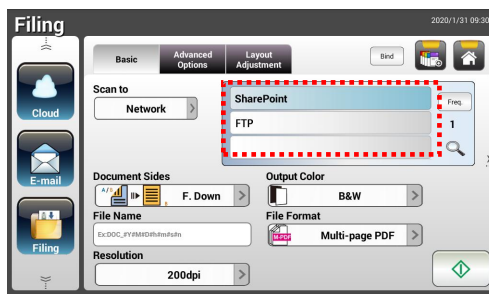 Filing
2020/1/31 09:30
Basic
Advanced
Options
Layout
Adjustment
Bind
Scan to
Network
SharePoint
FTP
Freq.
1
Cloud
E-mail
Filing
Document Sides
F. Down
Output Color
B&W
File Name
Ex:DOC_#Y#M#D#h#m#s#n
File Format
M-PDF
Multi-page PDF
Resolution
200dpi